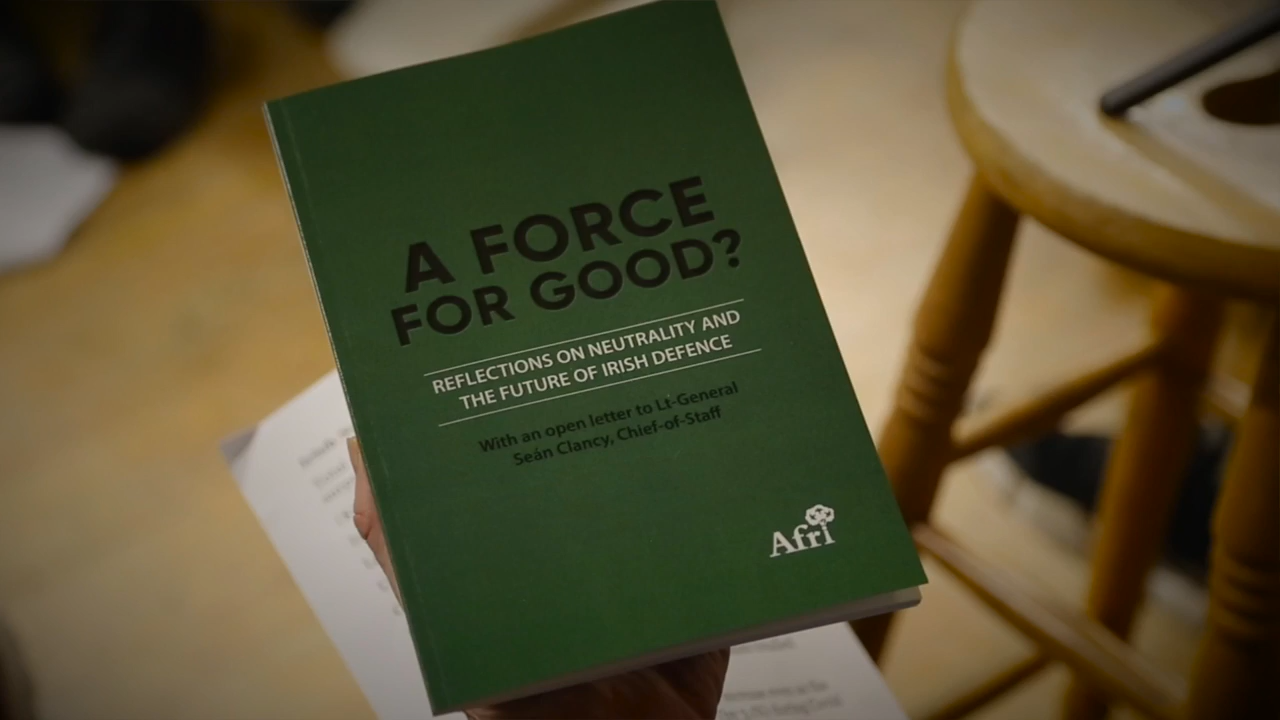 A FORCE
FOR GOOD?
REFLECTIONS ON NEUTRALITY AND
THE FUTURE OF IRISH DEFENCE
With an open letter to Lt-General
Seán Clancy, Chief-of-Staff
Afri